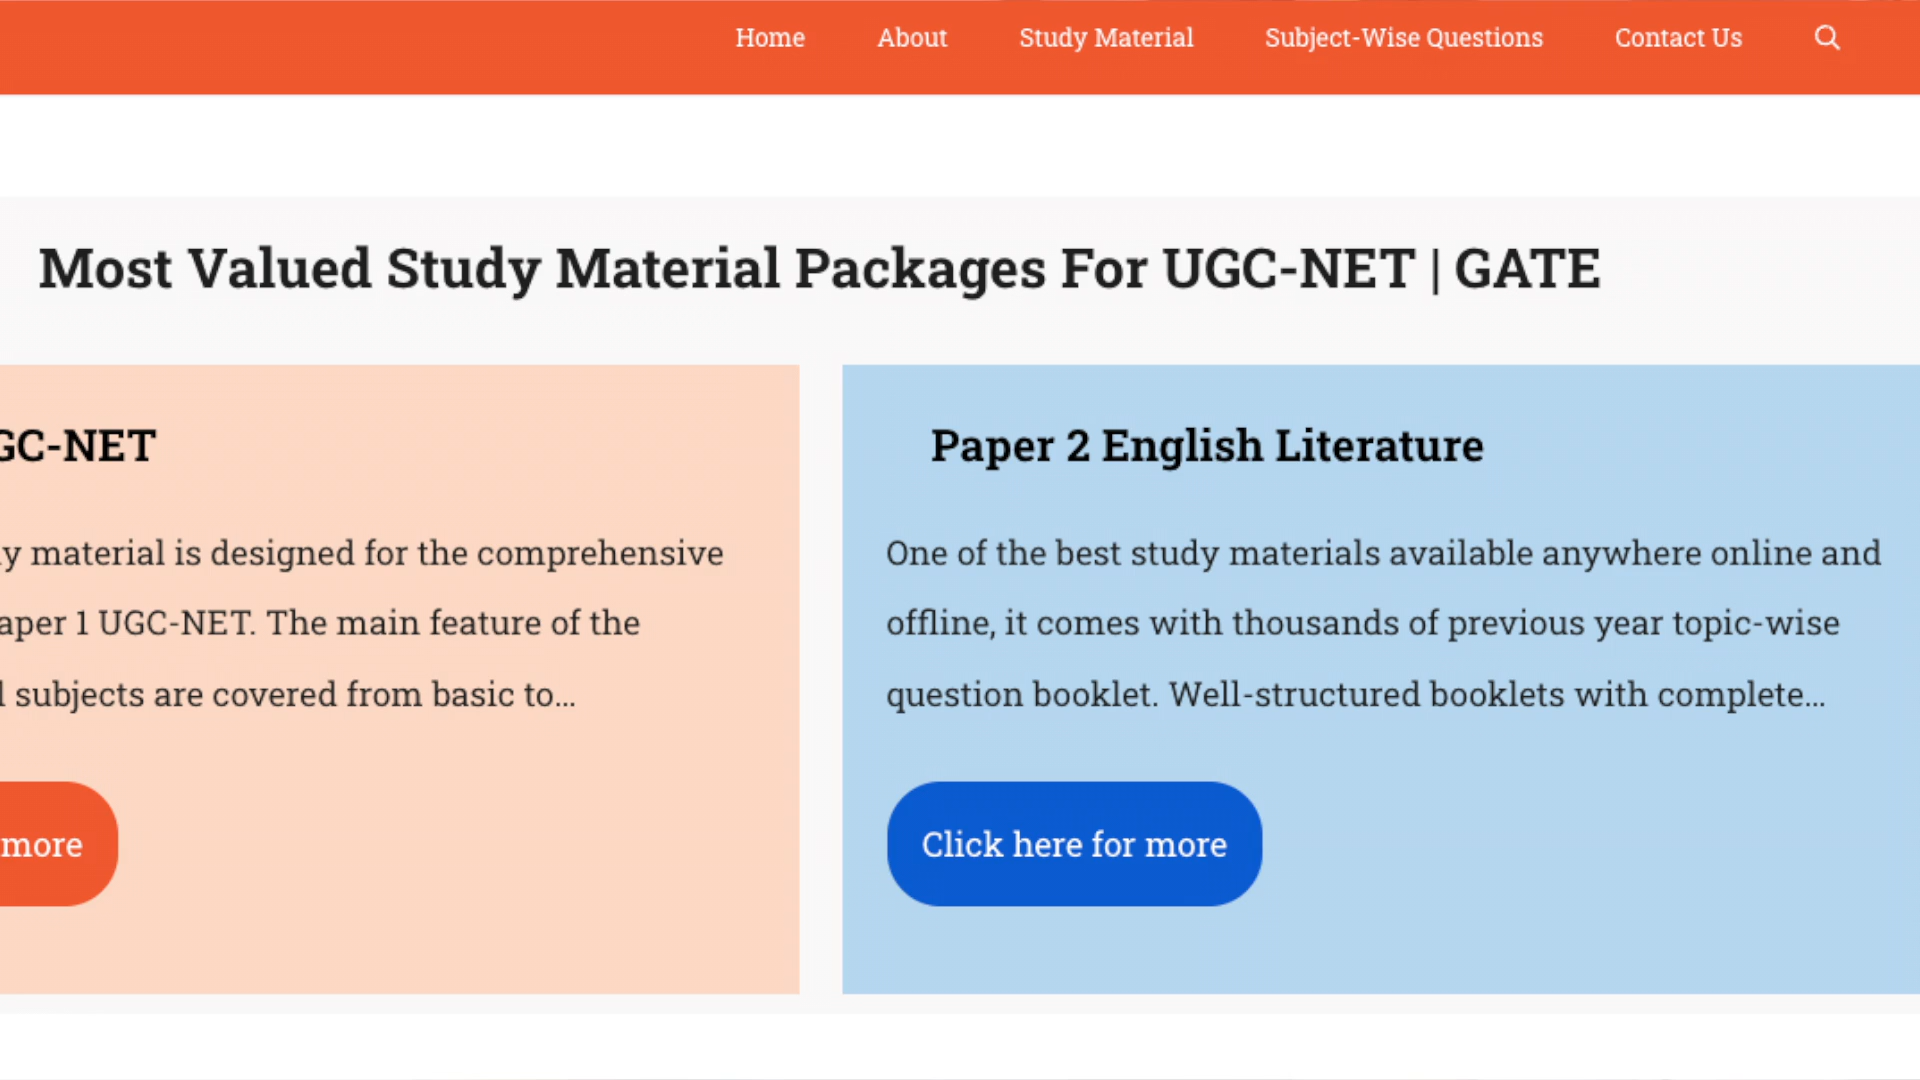 Home About Study Material Subject-Wise Questions Contact Us
Most Valued Study Material Packages For UGC-NET | GATE
GC-NET
y material is designed for the comprehensive
aper 1 UGC-NET. The main feature of the
subjects are covered from basic to...
more
Paper 2 English Literature
One of the best study materials available anywhere online and
offline, it comes with thousands of previous year topic-wise
question booklet. Well-structured booklets with complete...
Click here for more